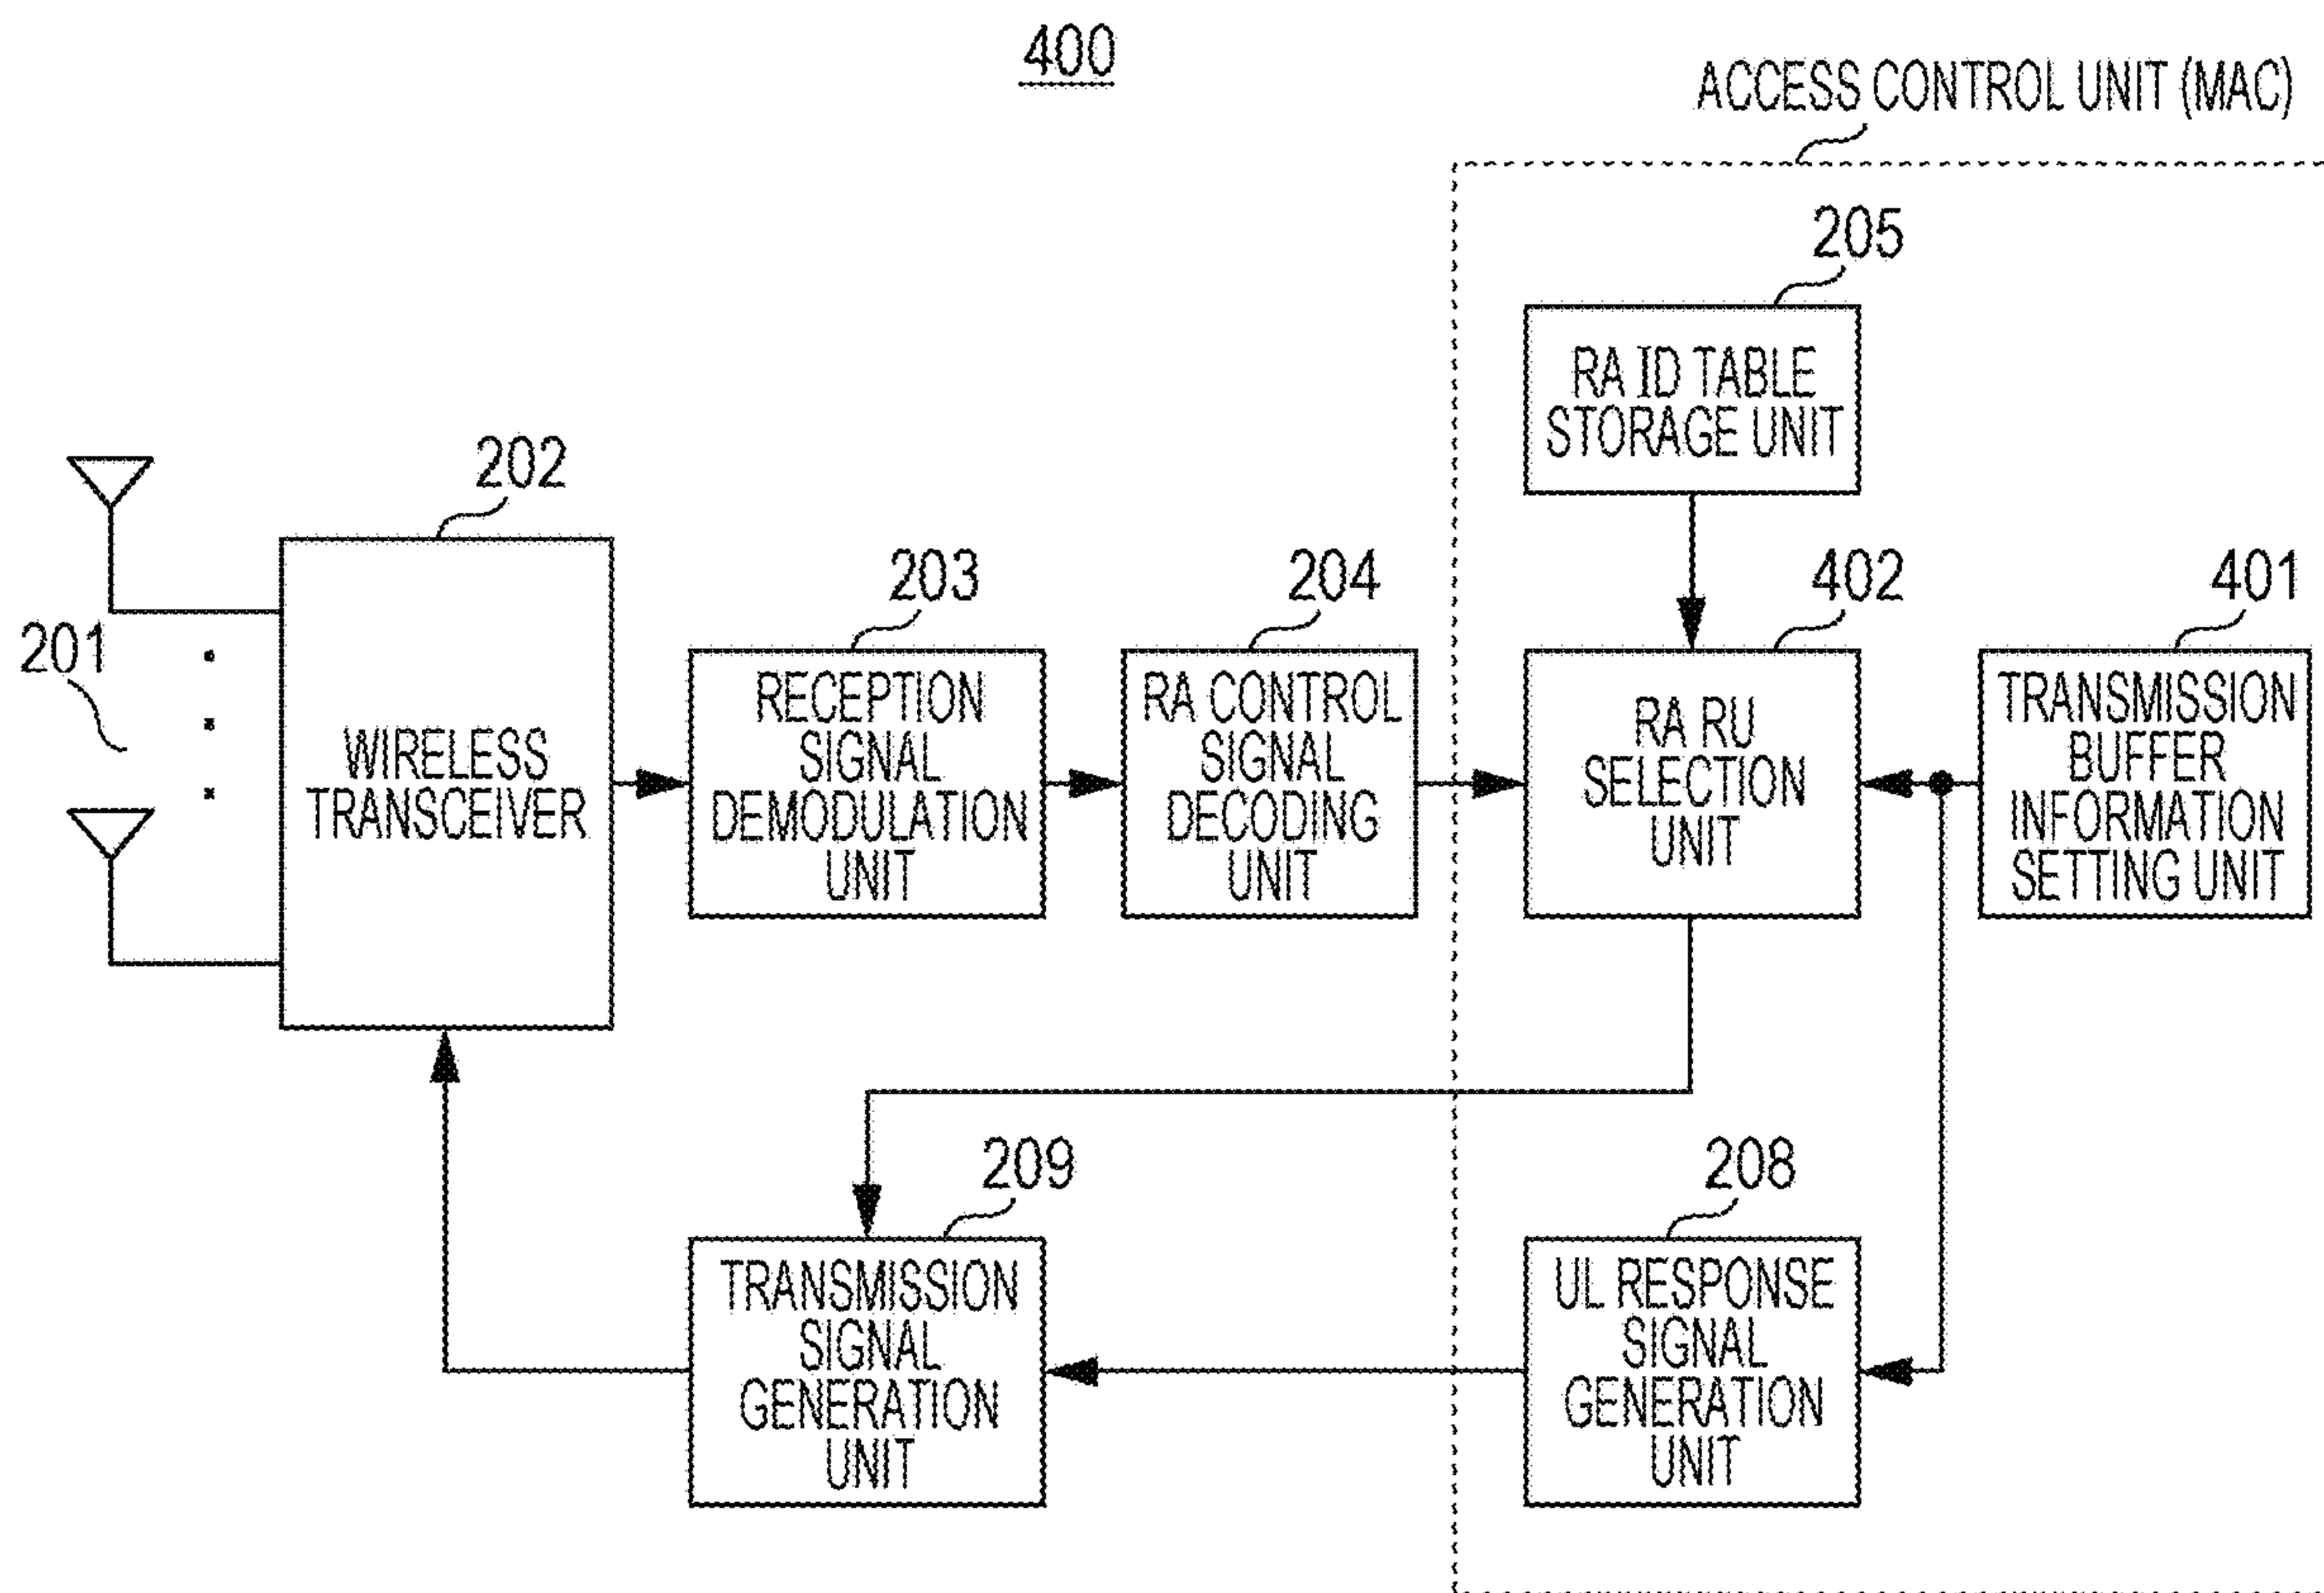 400
ACCESS CONTROL UNIT (MAC)
205
RA ID TABLE
STORAGE UNIT
202
WIRELESS
TRANSCEIVER
201
203
RECEPTION
SIGNAL
DEMODULATION
UNIT
204
RA CONTROL
SIGNAL
DECODING
UNIT
402
RA RU
SELECTION
UNIT
401
TRANSMISSION
BUFFER
INFORMATION
SETTING UNIT
209
TRANSMISSION
SIGNAL
GENERATION
UNIT
208
UL RESPONSE
SIGNAL
GENERATION
UNIT